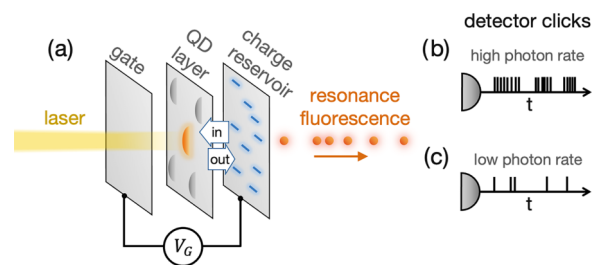 detector clicks
(a)
gate
QD
layer
charge
reservoir
laser
in
out
resonance
fluorescence
V_G
(b)
high photon rate
t
(c)
low photon rate
t